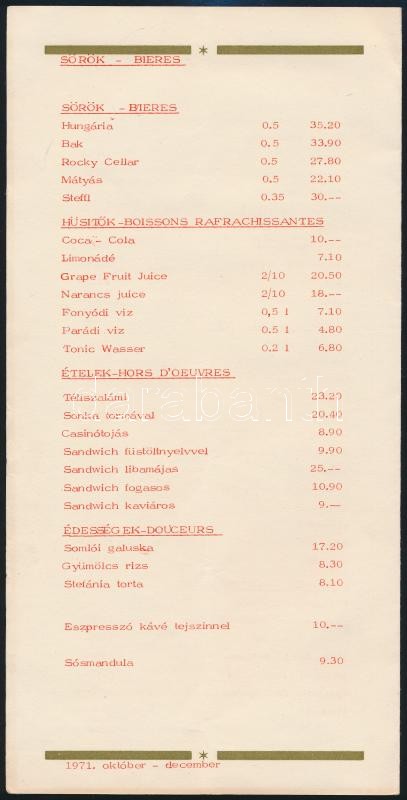 SÖRÖK - BIERES
SÖRÖK - BIERES
Hungária 0.5 35.20
Bak 0.5 33.90
Rocky Cellar 0.5 27.80
Mátyás 0.5 22.10
Steffl 0.35 30.--
HÜSITŐK-BOISSONS RAFRACHISSANTES
Coca - Cola 10.--
Limonádé 7.10
Grape Fruit Juice 2/10 20.50
Narancs juice 2/10 18.--
Fonyódi viz 0,5 l 7.10
Parádi viz 0.5 l 4.80
Tonic Wasser 0.2 l 6.80
ÉTELEK-HORS D'OEUVRES
Téliszalámi 23.20
Sonka tormával 20.40
Casinótojás 8.90
Sandwich füstöltnyelvvel 9.90
Sandwich libamájas 25.--
Sandwich fogasos 10.90
Sandwich kaviáros 9.--
ÉDESSÉGEK-DOUCEURS
Somlói galuska 17.20
Gyümölcs rizs 8.30
Stefánia torta 8.10
Eszpresszó kávé tejszinnel 10.--
Sósmandula 9.30
1971. október - december
darabanth